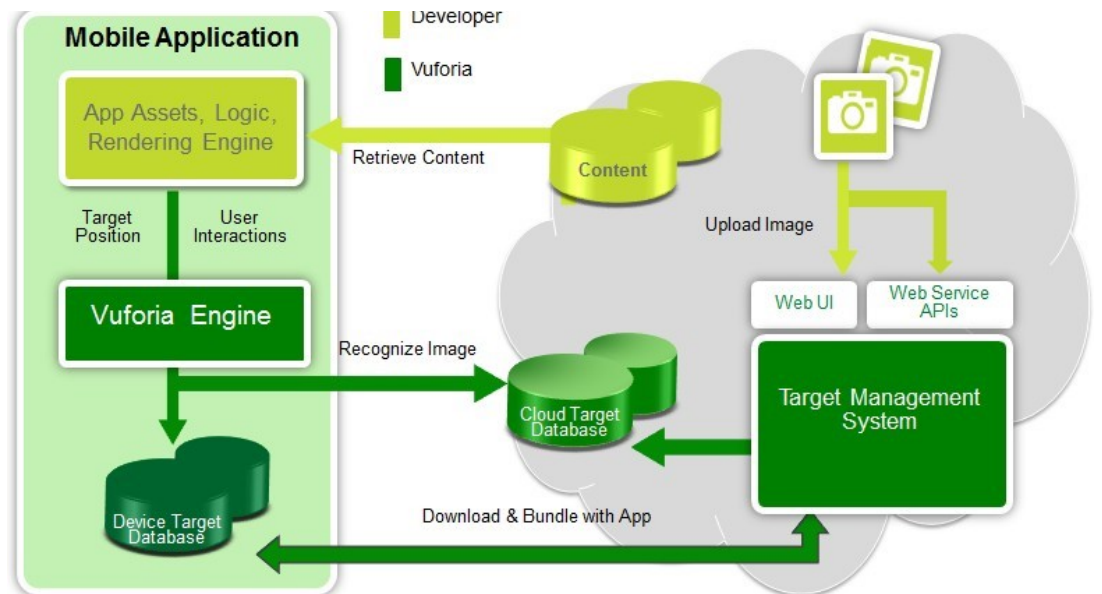 Developer
Mobile Application
Vuforia
App Assets, Logic,
Rendering Engine
Retrieve Content
Content
Target
Position
User
Interactions
Upload Image
Web UI
Web Service
APIs
Vuforia Engine
Recognize Image
Cloud Target
Database
Target Management
System
Device Target
Database
Download & Bundle with App